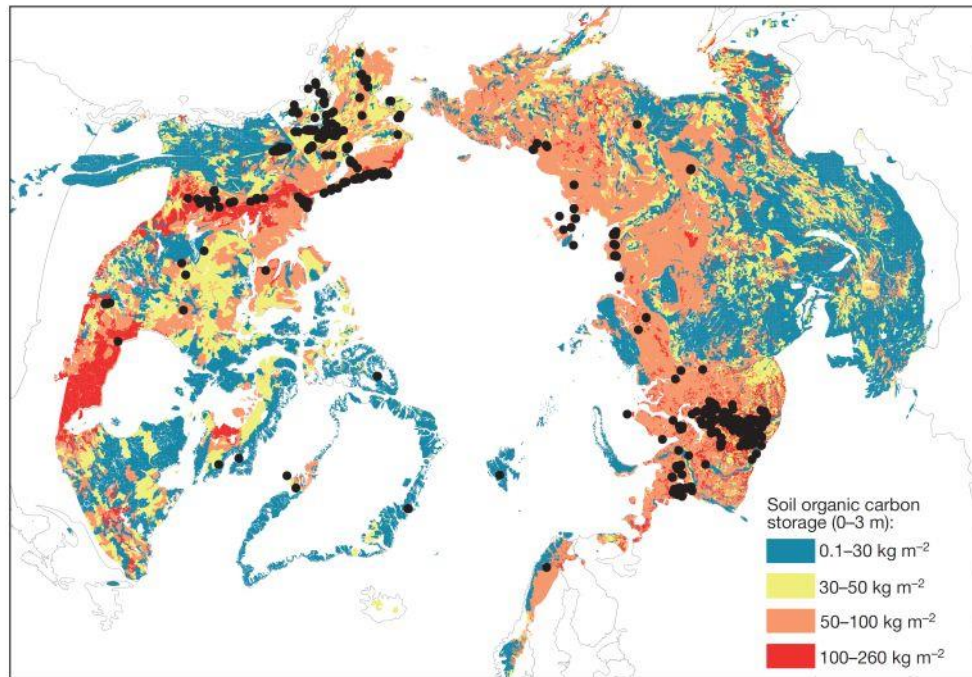 Soil organic carbon
storage (0–3 m):
0.1–30 kg m⁻²
30–50 kg m⁻²
50–100 kg m⁻²
100–260 kg m⁻²